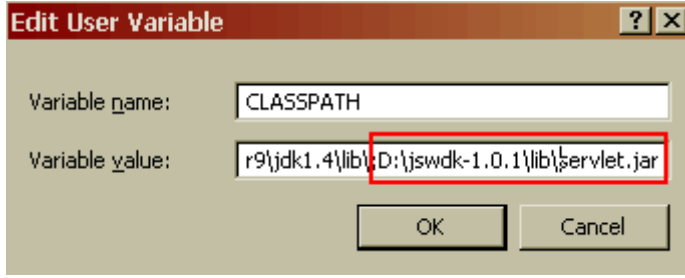 Edit User Variable
Variable name: CLASSPATH
Variable value: r9\jdk1.4\lib\;D:\jswdk-1.0.1\lib\servlet.jar
OK Cancel